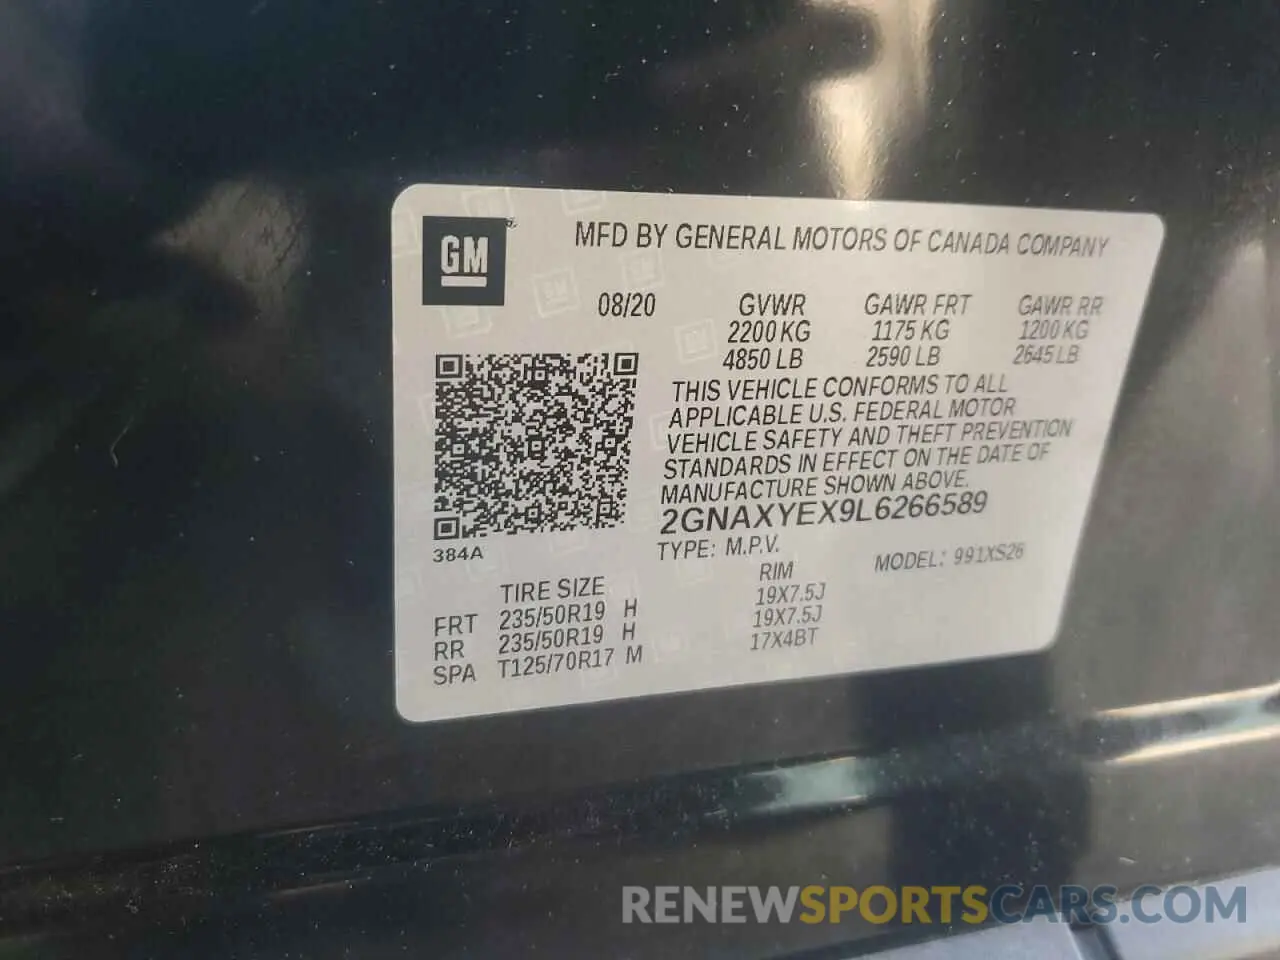 GM
MFD BY GENERAL MOTORS OF CANADA COMPANY
08/20 GVWR GAWR FRT GAWR RR
2200 KG 1175 KG 1200 KG
4850 LB 2590 LB 2645 LB
THIS VEHICLE CONFORMS TO ALL
APPLICABLE U.S. FEDERAL MOTOR
VEHICLE SAFETY AND THEFT PREVENTION
STANDARDS IN EFFECT ON THE DATE OF
MANUFACTURE SHOWN ABOVE.
2GNAXYEX9L6266589
384A
TYPE: M.P.V. MODEL: 991XS26
TIRE SIZE RIM
FRT 235/50R19 H 19X7.5J
RR 235/50R19 H 19X7.5J
SPA T125/70R17 M 17X4BT
RENEWSPORTSCARS.COM